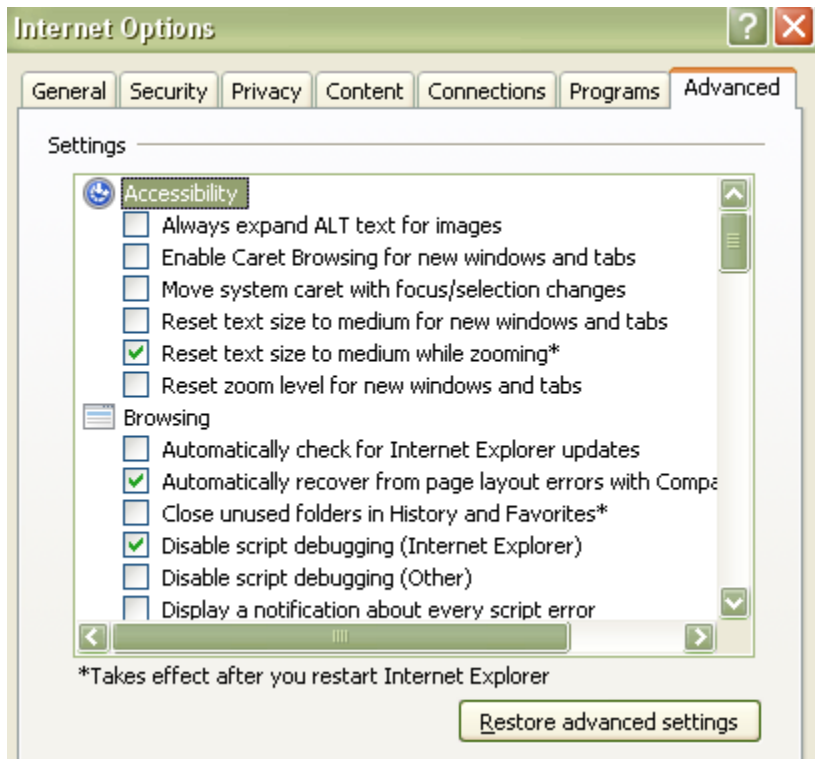 Internet Options
General Security Privacy Content Connections Programs Advanced
Settings
Accessibility
Always expand ALT text for images
Enable Caret Browsing for new windows and tabs
Move system caret with focus/selection changes
Reset text size to medium for new windows and tabs
Reset text size to medium while zooming*
Reset zoom level for new windows and tabs
Browsing
Automatically check for Internet Explorer updates
Automatically recover from page layout errors with Compa
Close unused folders in History and Favorites*
Disable script debugging (Internet Explorer)
Disable script debugging (Other)
Display a notification about every script error
*Takes effect after you restart Internet Explorer
Restore advanced settings